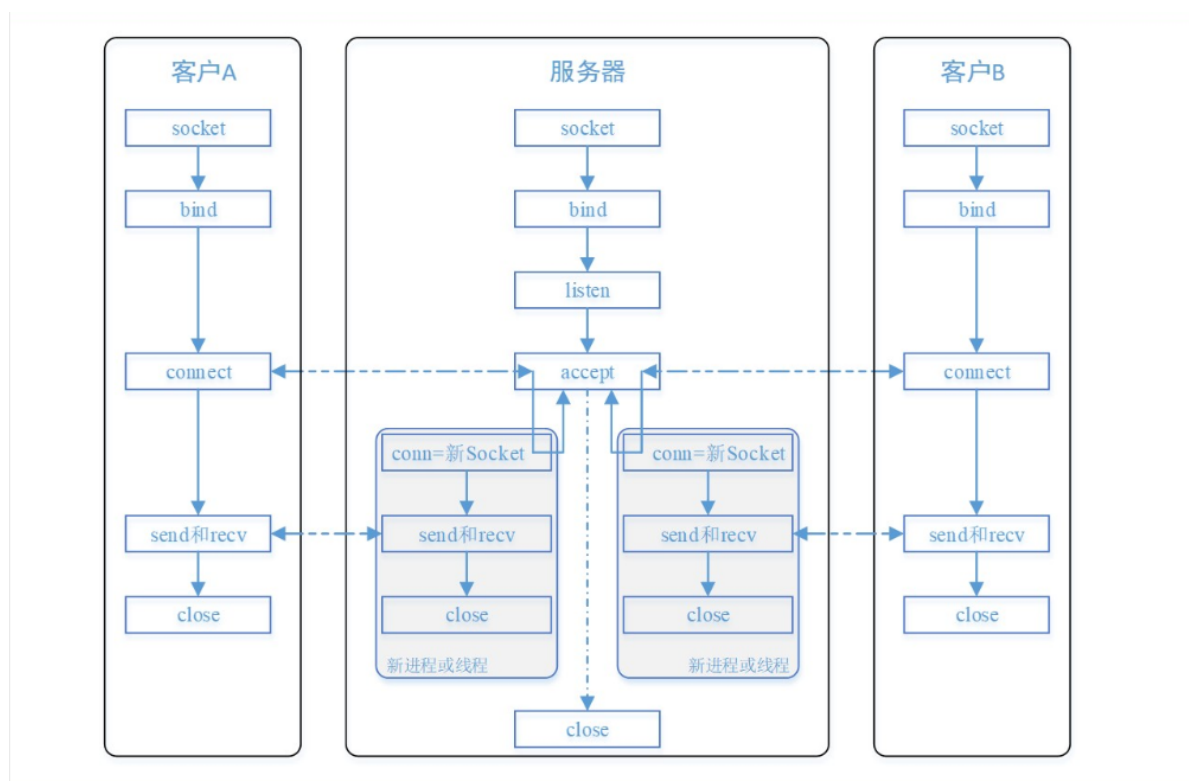 客户A
socket
bind
connect
send和recv
close
服务器
socket
bind
listen
accept
conn=新Socket
send和recv
close
新进程或线程
conn=新Socket
send和recv
close
新进程或线程
close
客户B
socket
bind
connect
send和recv
close